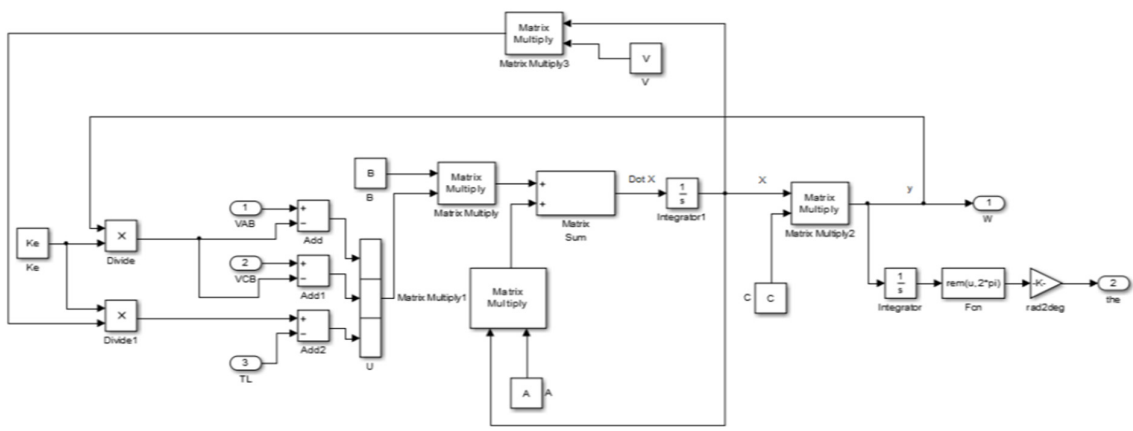 Matrix
Multiply
Matrix Multiply3
V
V
B
B
Matrix
Multiply
Matrix Multiply
+
+
Matrix
Sum
Dot X
1
s
Integrator1
X
Matrix
Multiply
Matrix Multiply2
y
1
W
Ke
Ke
×
Divide
×
Divide1
1
VAB
+
−
Add
2
VCB
+
−
Add1
3
TL
+
−
Add2
U
Matrix Multiply1
Matrix
Multiply
A
A
C
C
1
s
Integrator
rem(u,2*pi)
Fcn
-K-
rad2deg
2
the